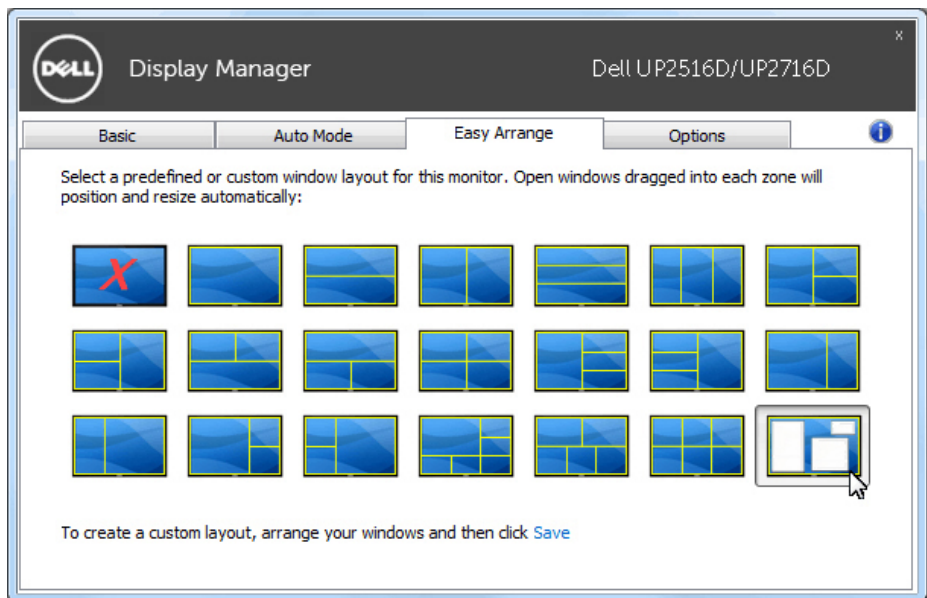 DELL
Display Manager
Dell UP2516D/UP2716D
x
Basic
Auto Mode
Easy Arrange
Options
i
Select a predefined or custom window layout for this monitor. Open windows dragged into each zone will
position and resize automatically:
X
To create a custom layout, arrange your windows and then click Save